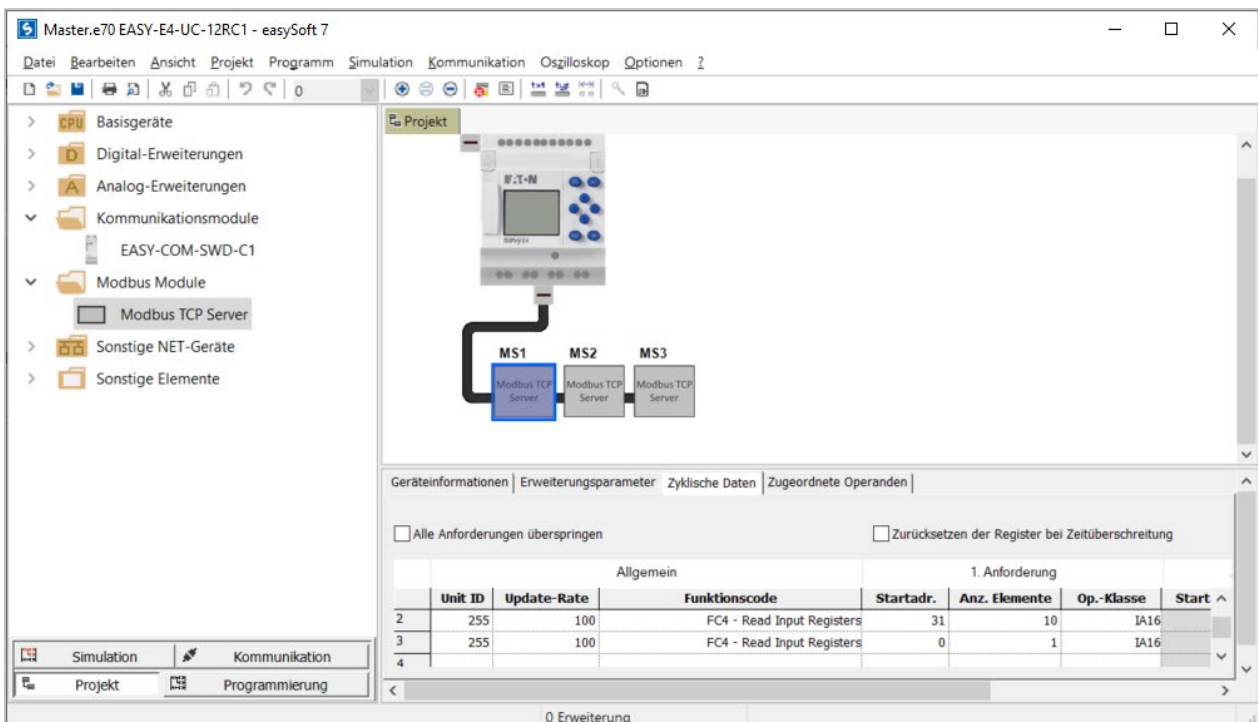 Master.e70 EASY-E4-UC-12RC1 - easySoft 7
Datei Bearbeiten Ansicht Projekt Programm Simulation Kommunikation Oszilloskop Optionen ?
0
CPU Basisgeräte
D Digital-Erweiterungen
A Analog-Erweiterungen
Kommunikationsmodule
EASY-COM-SWD-C1
Modbus Module
Modbus TCP Server
Sonstige NET-Geräte
Sonstige Elemente
Simulation Kommunikation
Projekt Programmierung
Projekt
E.T.N
MS1 MS2 MS3
Modbus TCP Modbus TCP Modbus TCP
Server Server Server
Geräteinformationen Erweiterungsparameter Zyklische Daten Zugeordnete Operanden
Alle Anforderungen überspringen Zurücksetzen der Register bei Zeitüberschreitung
Allgemein 1. Anforderung
Unit ID Update-Rate Funktionscode Startadr. Anz. Elemente Op.-Klasse Start
2 255 100 FC4 - Read Input Registers 31 10 IA16
3 255 100 FC4 - Read Input Registers 0 1 IA16
4
0 Erweiterung